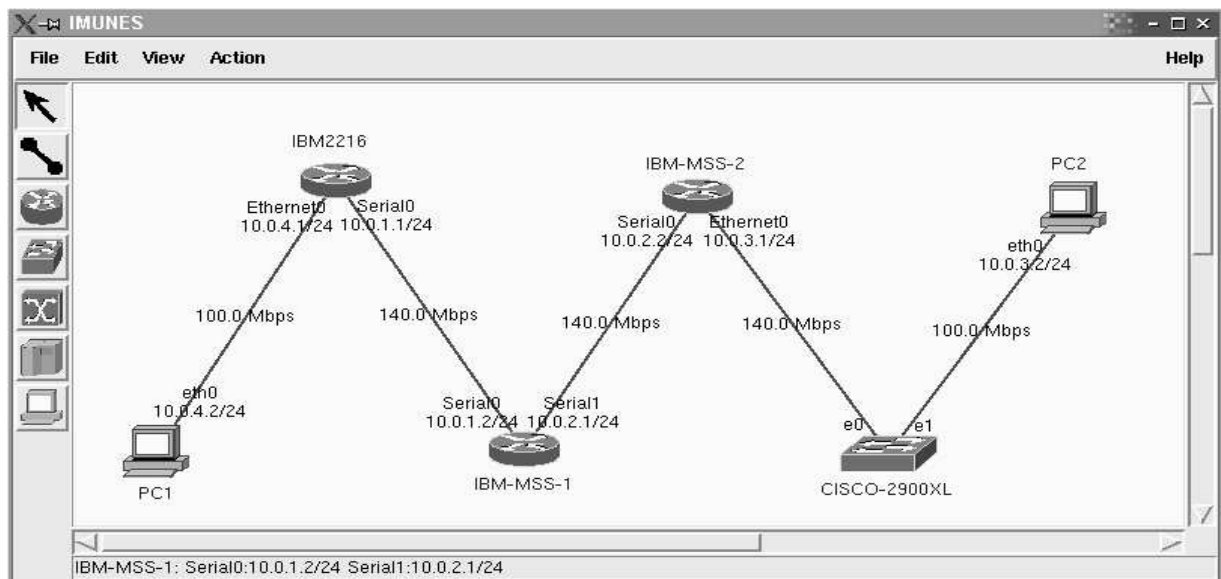 IMUNES
File Edit View Action Help
IBM2216
IBM-MSS-2
PC2
Ethernet0 Serial0
10.0.4.1/24 10.0.1.1/24
Serial0 Ethernet0
10.0.2.2/24 10.0.3.1/24
eth0
10.0.3.2/24
100.0 Mbps 140.0 Mbps 140.0 Mbps 140.0 Mbps 100.0 Mbps
eth0
10.0.4.2/24
Serial0 Serial1
10.0.1.2/24 10.0.2.1/24
e0 e1
PC1
IBM-MSS-1
CISCO-2900XL
IBM-MSS-1: Serial0:10.0.1.2/24 Serial1:10.0.2.1/24